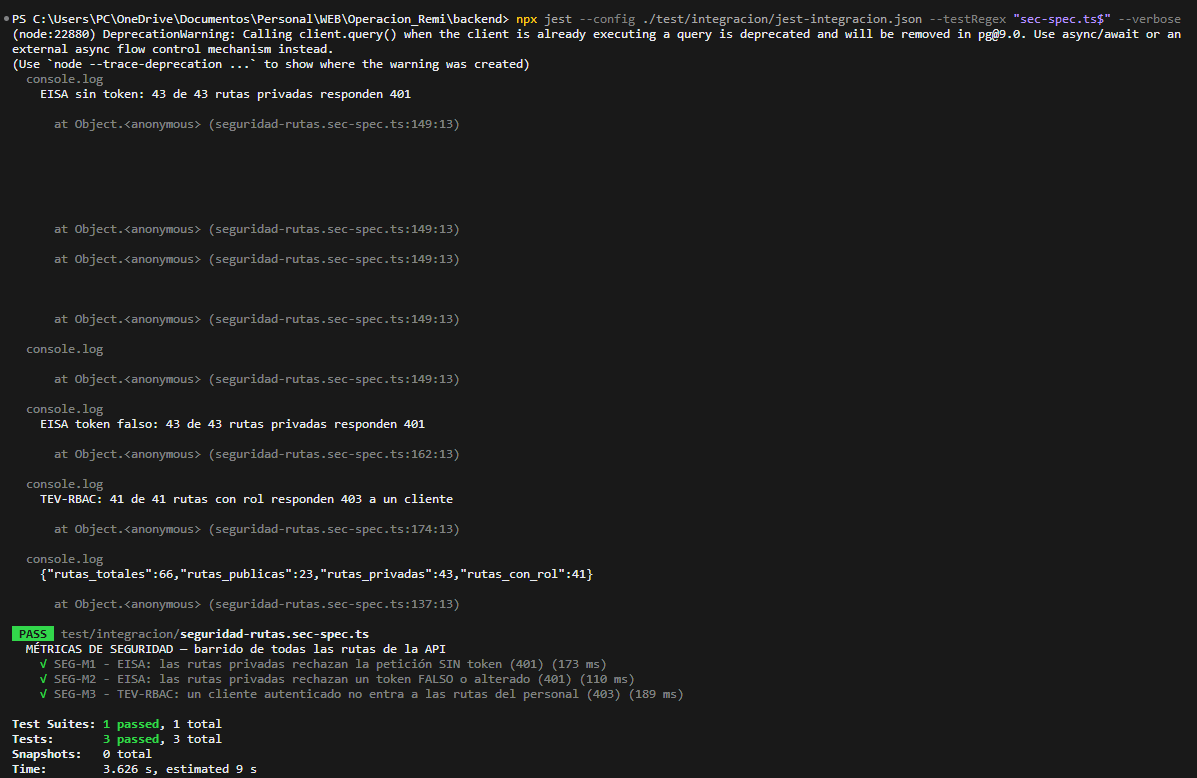 PS C:\Users\PC\OneDrive\Documentos\Personal\WEB\Operacion_Remi\backend> npx jest --config ./test/integracion/jest-integracion.json --testRegex "sec-spec.ts$" --verbose
(node:22880) DeprecationWarning: Calling client.query() when the client is already executing a query is deprecated and will be removed in pg@9.0. Use async/await or an
external async flow control mechanism instead.
(Use `node --trace-deprecation ...` to show where the warning was created)
console.log
EISA sin token: 43 de 43 rutas privadas responden 401
at Object.<anonymous> (seguridad-rutas.sec-spec.ts:149:13)
at Object.<anonymous> (seguridad-rutas.sec-spec.ts:149:13)
at Object.<anonymous> (seguridad-rutas.sec-spec.ts:149:13)
at Object.<anonymous> (seguridad-rutas.sec-spec.ts:149:13)
console.log
at Object.<anonymous> (seguridad-rutas.sec-spec.ts:149:13)
console.log
EISA token falso: 43 de 43 rutas privadas responden 401
at Object.<anonymous> (seguridad-rutas.sec-spec.ts:162:13)
console.log
TEV-RBAC: 41 de 41 rutas con rol responden 403 a un cliente
at Object.<anonymous> (seguridad-rutas.sec-spec.ts:174:13)
console.log
{"rutas_totales":66,"rutas_publicas":23,"rutas_privadas":43,"rutas_con_rol":41}
at Object.<anonymous> (seguridad-rutas.sec-spec.ts:137:13)
PASS test/integracion/seguridad-rutas.sec-spec.ts
MÉTRICAS DE SEGURIDAD — barrido de todas las rutas de la API
√ SEG-M1 - EISA: las rutas privadas rechazan la petición SIN token (401) (173 ms)
√ SEG-M2 - EISA: las rutas privadas rechazan un token FALSO o alterado (401) (110 ms)
√ SEG-M3 - TEV-RBAC: un cliente autenticado no entra a las rutas del personal (403) (189 ms)
Test Suites: 1 passed, 1 total
Tests: 3 passed, 3 total
Snapshots: 0 total
Time: 3.626 s, estimated 9 s